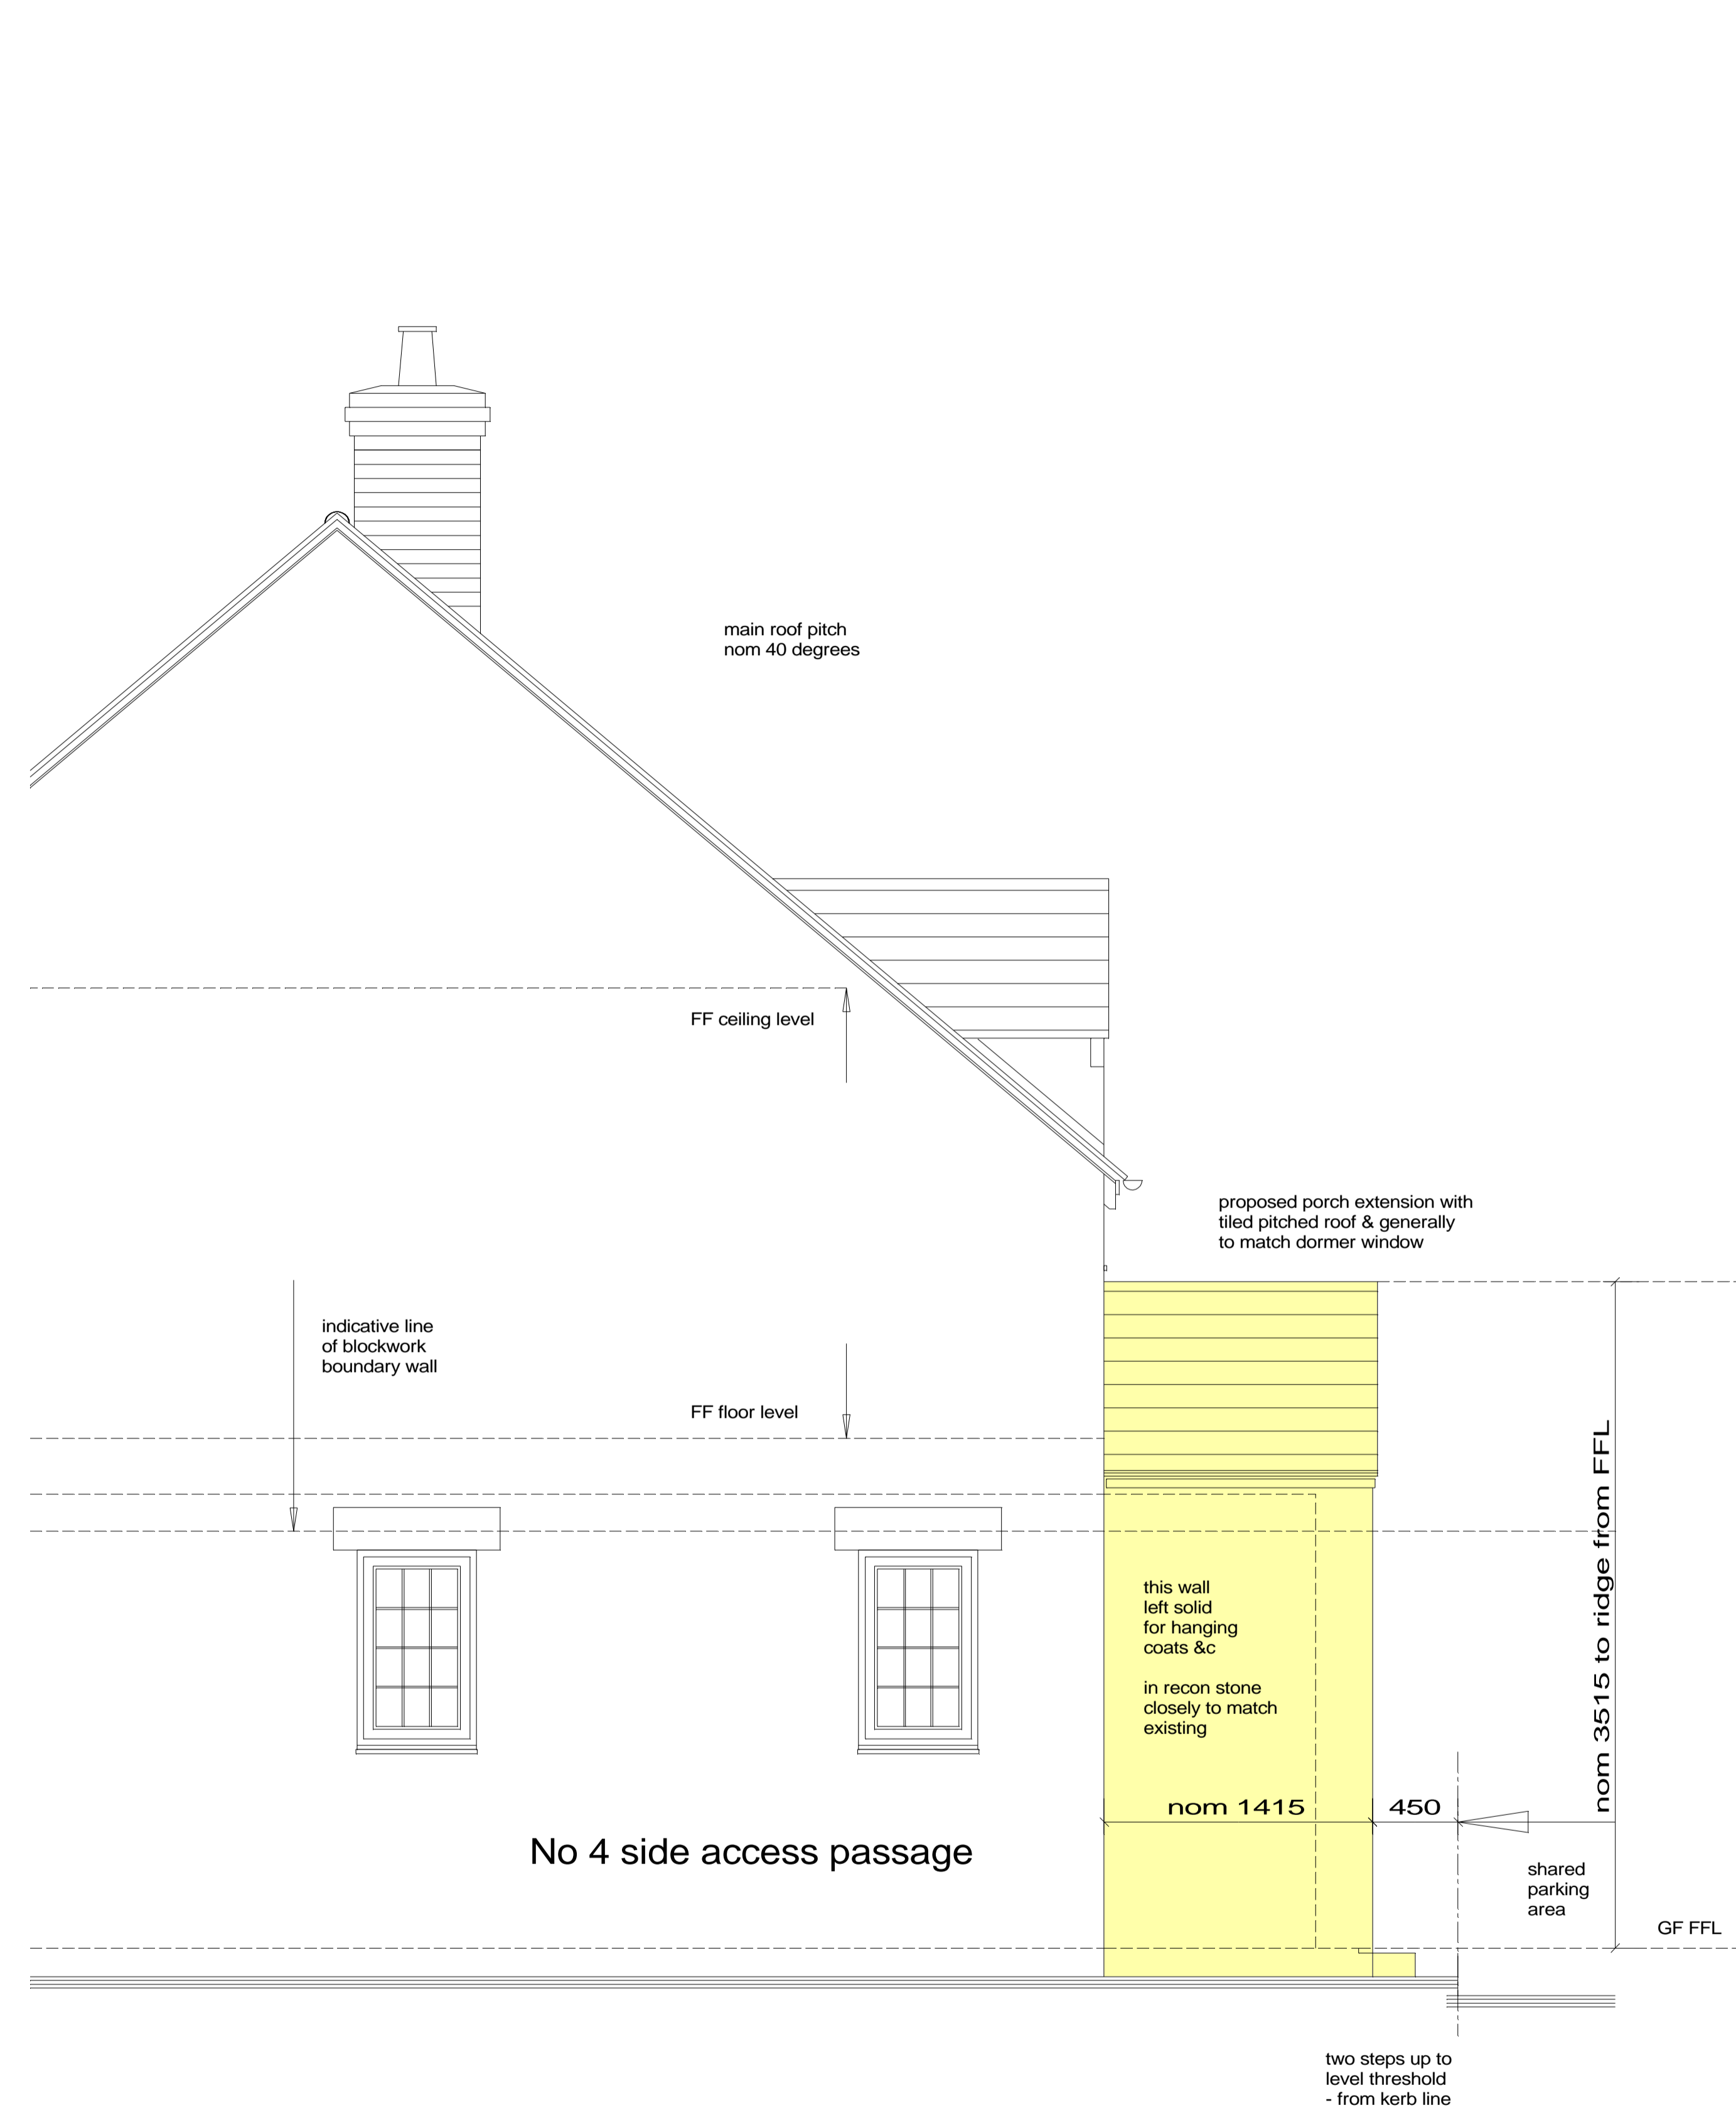 main roof pitch
nom 40 degrees
FF ceiling level
proposed porch extension with
tiled pitched roof & generally
to match dormer window
indicative line
of blockwork
boundary wall
FF floor level
nom 3515 to ridge from FFL
this wall
left solid
for hanging
coats &c
in recon stone
closely to match
existing
nom 1415
450
No 4 side access passage
shared
parking
area
GF FFL
two steps up to
level threshold
- from kerb line